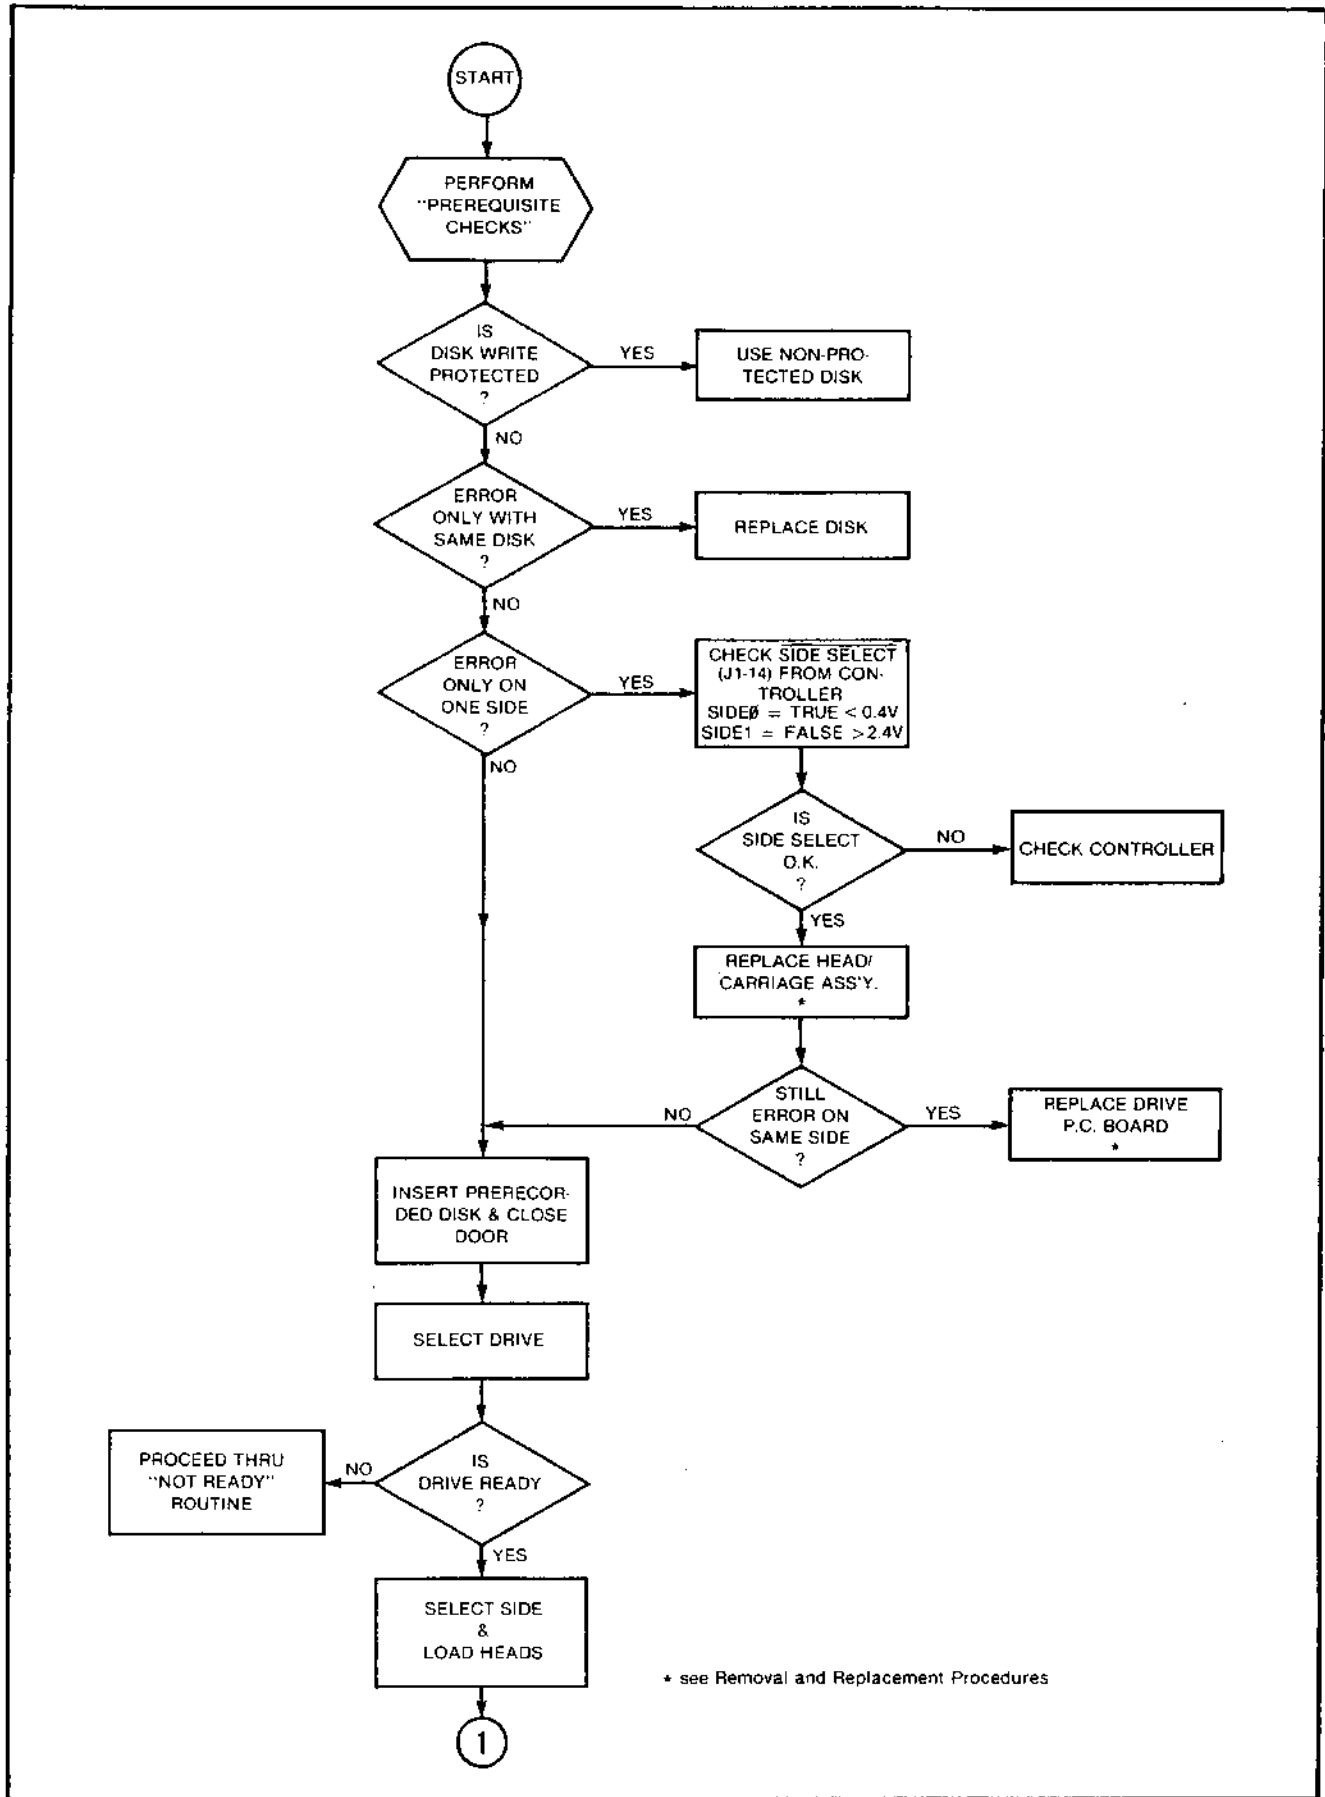 START
PERFORM
"PREREQUISITE
CHECKS"
IS
DISK WRITE
PROTECTED
?
YES
USE NON-PRO-
TECTED DISK
NO
ERROR
ONLY WITH
SAME DISK
?
YES
REPLACE DISK
NO
ERROR
ONLY ON
ONE SIDE
?
YES
CHECK SIDE SELECT
(J1-14) FROM CON-
TROLLER
SIDEØ = TRUE < 0.4V
SIDE1 = FALSE >2.4V
NO
IS
SIDE SELECT
O.K.
?
NO
CHECK CONTROLLER
YES
REPLACE HEAD/
CARRIAGE ASS'Y.
*
STILL
ERROR ON
SAME SIDE
?
NO
YES
REPLACE DRIVE
P.C. BOARD
*
INSERT PRERECOR-
DED DISK & CLOSE
DOOR
SELECT DRIVE
IS
DRIVE READY
?
NO
PROCEED THRU
"NOT READY"
ROUTINE
YES
SELECT SIDE
&
LOAD HEADS
* see Removal and Replacement Procedures
1